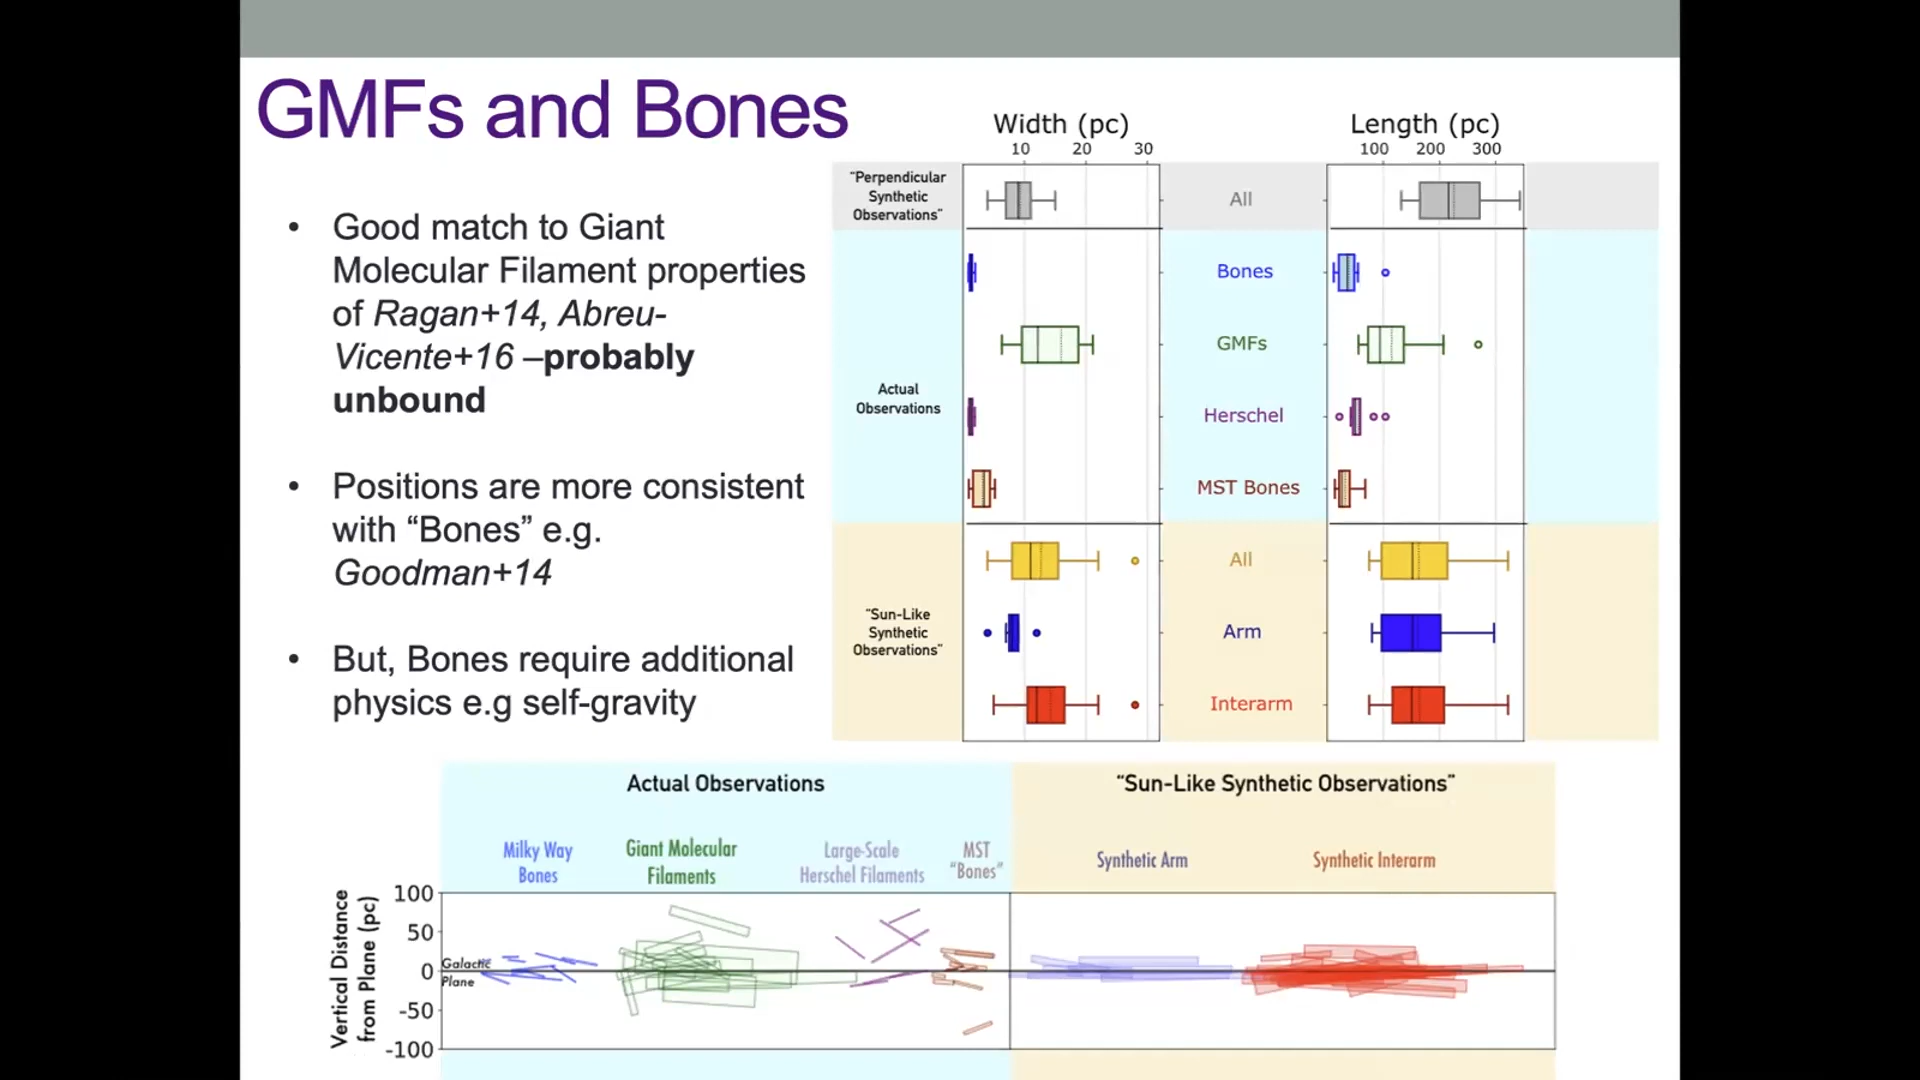 GMFs and Bones
• Good match to Giant
Molecular Filament properties
of Ragan+14, Abreu-
Vicente+16 –probably
unbound
• Positions are more consistent
with “Bones” e.g.
Goodman+14
• But, Bones require additional
physics e.g self-gravity
Width (pc)
10 20 30
Length (pc)
100 200 300
“Perpendicular
Synthetic
Observations”
All
Actual
Observations
Bones
GMFs
Herschel
MST Bones
“Sun-Like
Synthetic
Observations”
All
Arm
Interarm
Actual Observations
“Sun-Like Synthetic Observations”
Milky Way
Bones
Giant Molecular
Filaments
Large-Scale
Herschel Filaments
MST
“Bones”
Synthetic Arm
Synthetic Interarm
Vertical Distance
from Plane (pc)
100
50
0
-50
-100
Galactic
Plane